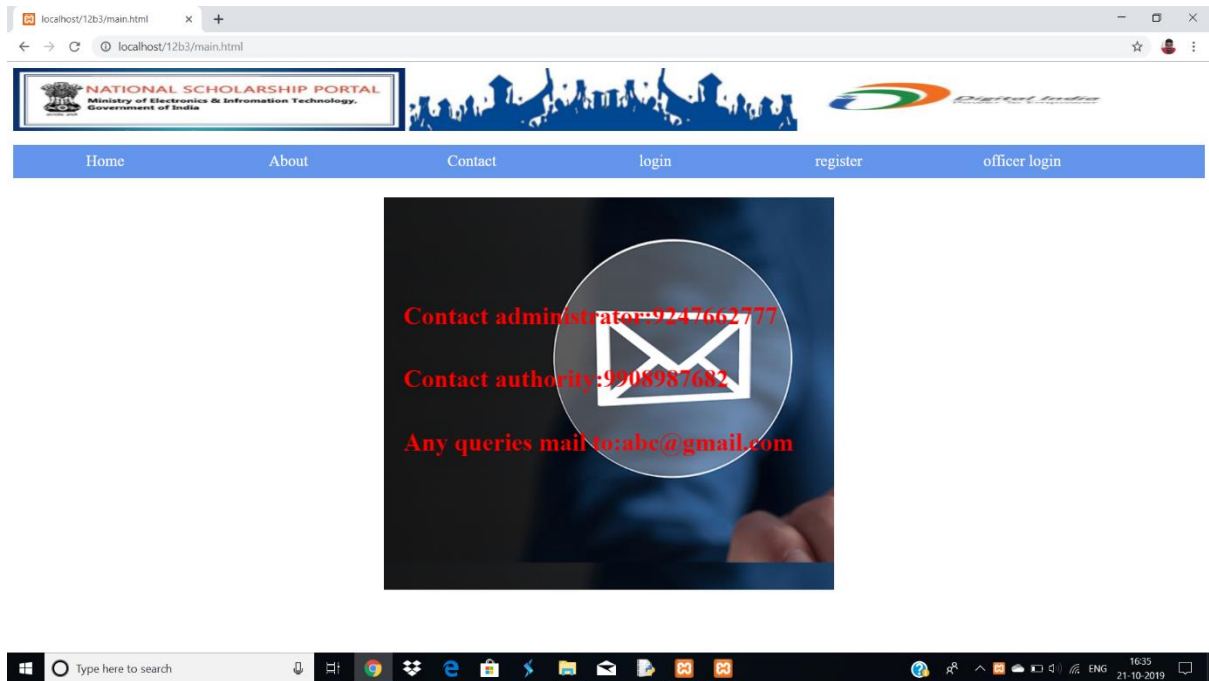 localhost/12b3/main.html
localhost/12b3/main.html
NATIONAL SCHOLARSHIP PORTAL
Ministry of Electronics & Infromation Technology.
Government of India
Digital India
Home About Contact login register officer login
Contact administrator:9247662777
Contact authority:9908987682
Any queries mail to:abc@gmail.com
Type here to search
ENG
16:35
21-10-2019